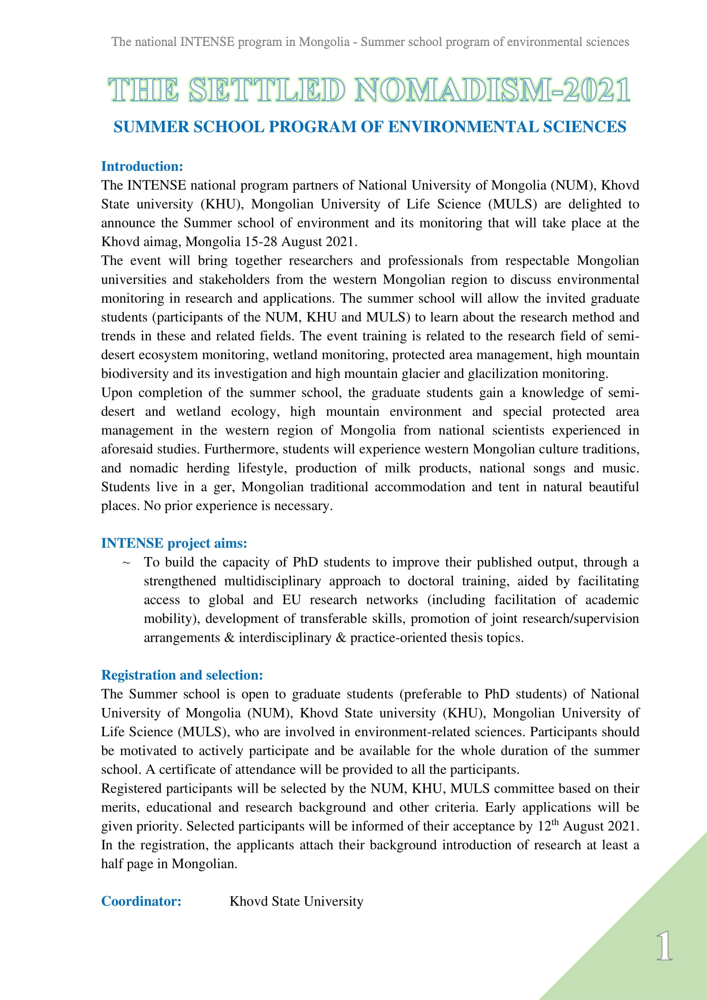 The national INTENSE program in Mongolia - Summer school program of environmental sciences
THE SETTLED NOMADISM-2021
SUMMER SCHOOL PROGRAM OF ENVIRONMENTAL SCIENCES
Introduction:
The INTENSE national program partners of National University of Mongolia (NUM), Khovd
State university (KHU), Mongolian University of Life Science (MULS) are delighted to
announce the Summer school of environment and its monitoring that will take place at the
Khovd aimag, Mongolia 15-28 August 2021.
The event will bring together researchers and professionals from respectable Mongolian
universities and stakeholders from the western Mongolian region to discuss environmental
monitoring in research and applications. The summer school will allow the invited graduate
students (participants of the NUM, KHU and MULS) to learn about the research method and
trends in these and related fields. The event training is related to the research field of semi-
desert ecosystem monitoring, wetland monitoring, protected area management, high mountain
biodiversity and its investigation and high mountain glacier and glacilization monitoring.
Upon completion of the summer school, the graduate students gain a knowledge of semi-
desert and wetland ecology, high mountain environment and special protected area
management in the western region of Mongolia from national scientists experienced in
aforesaid studies. Furthermore, students will experience western Mongolian culture traditions,
and nomadic herding lifestyle, production of milk products, national songs and music.
Students live in a ger, Mongolian traditional accommodation and tent in natural beautiful
places. No prior experience is necessary.
INTENSE project aims:
~ To build the capacity of PhD students to improve their published output, through a
strengthened multidisciplinary approach to doctoral training, aided by facilitating
access to global and EU research networks (including facilitation of academic
mobility), development of transferable skills, promotion of joint research/supervision
arrangements & interdisciplinary & practice-oriented thesis topics.
Registration and selection:
The Summer school is open to graduate students (preferable to PhD students) of National
University of Mongolia (NUM), Khovd State university (KHU), Mongolian University of
Life Science (MULS), who are involved in environment-related sciences. Participants should
be motivated to actively participate and be available for the whole duration of the summer
school. A certificate of attendance will be provided to all the participants.
Registered participants will be selected by the NUM, KHU, MULS committee based on their
merits, educational and research background and other criteria. Early applications will be
given priority. Selected participants will be informed of their acceptance by 12th August 2021.
In the registration, the applicants attach their background introduction of research at least a
half page in Mongolian.
Coordinator: Khovd State University
1